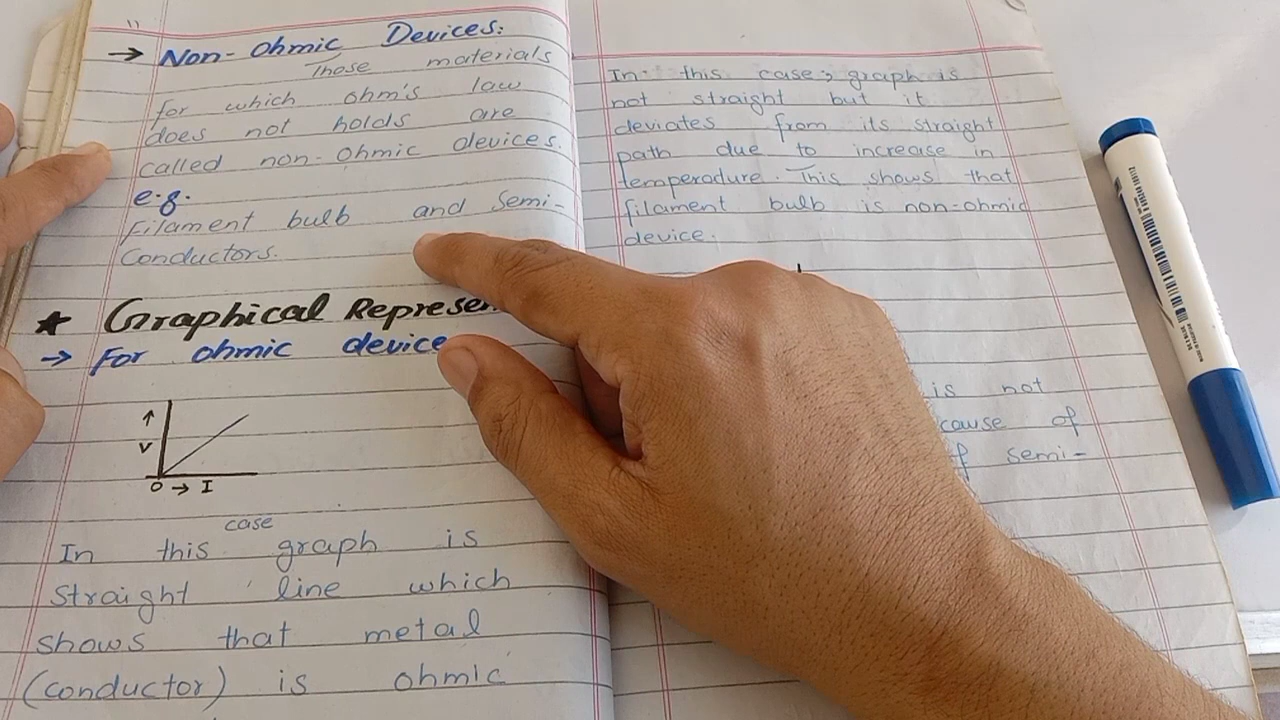 11
→ Non-Ohmic Devices:
Those materials
for which ohm's law
does not holds are
called non-Ohmic devices.
e.g.
Filament bulb and Semi-
Conductors.
★ Graphical
→ For ohmic device
↑
V
O → I
case
In this graph is
straight line which
shows that metal
(conductor) is ohmic
In this case; graph is
not straight but it
deviates from its straight
path due to increase in
temperadure. This shows that
filament bulb is non-ohmic
device.
is not
cause of
semi-